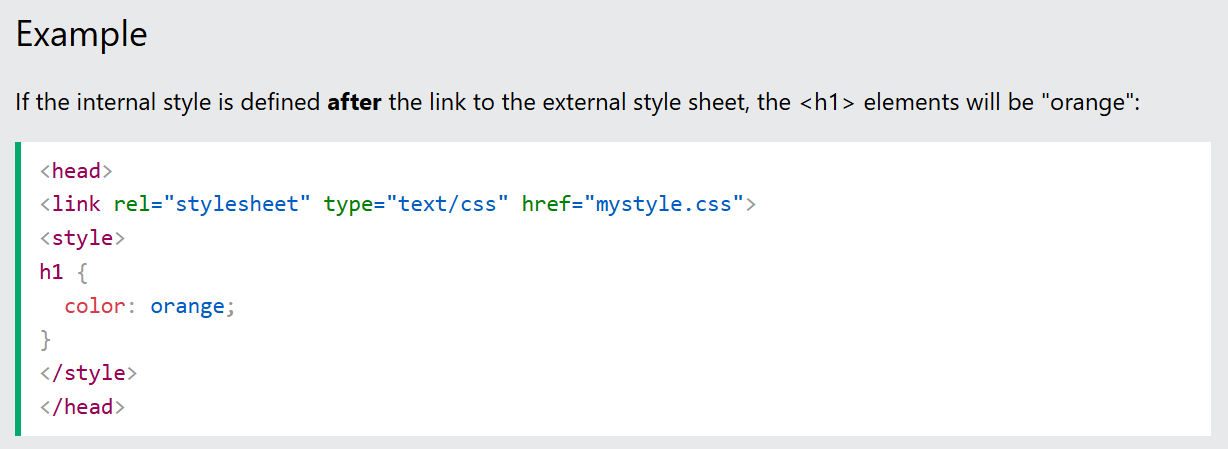 Example
If the internal style is defined after the link to the external style sheet, the <h1> elements will be "orange":
<head>
<link rel="stylesheet" type="text/css" href="mystyle.css">
<style>
h1 {
  color: orange;
}
</style>
</head>